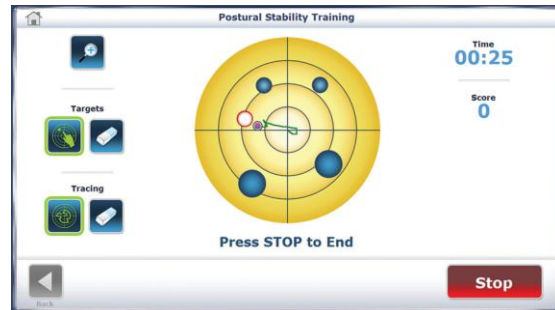 Postural Stability Training
Time
00:25
Score
0
Targets
Tracing
Press STOP to End
Back
Stop